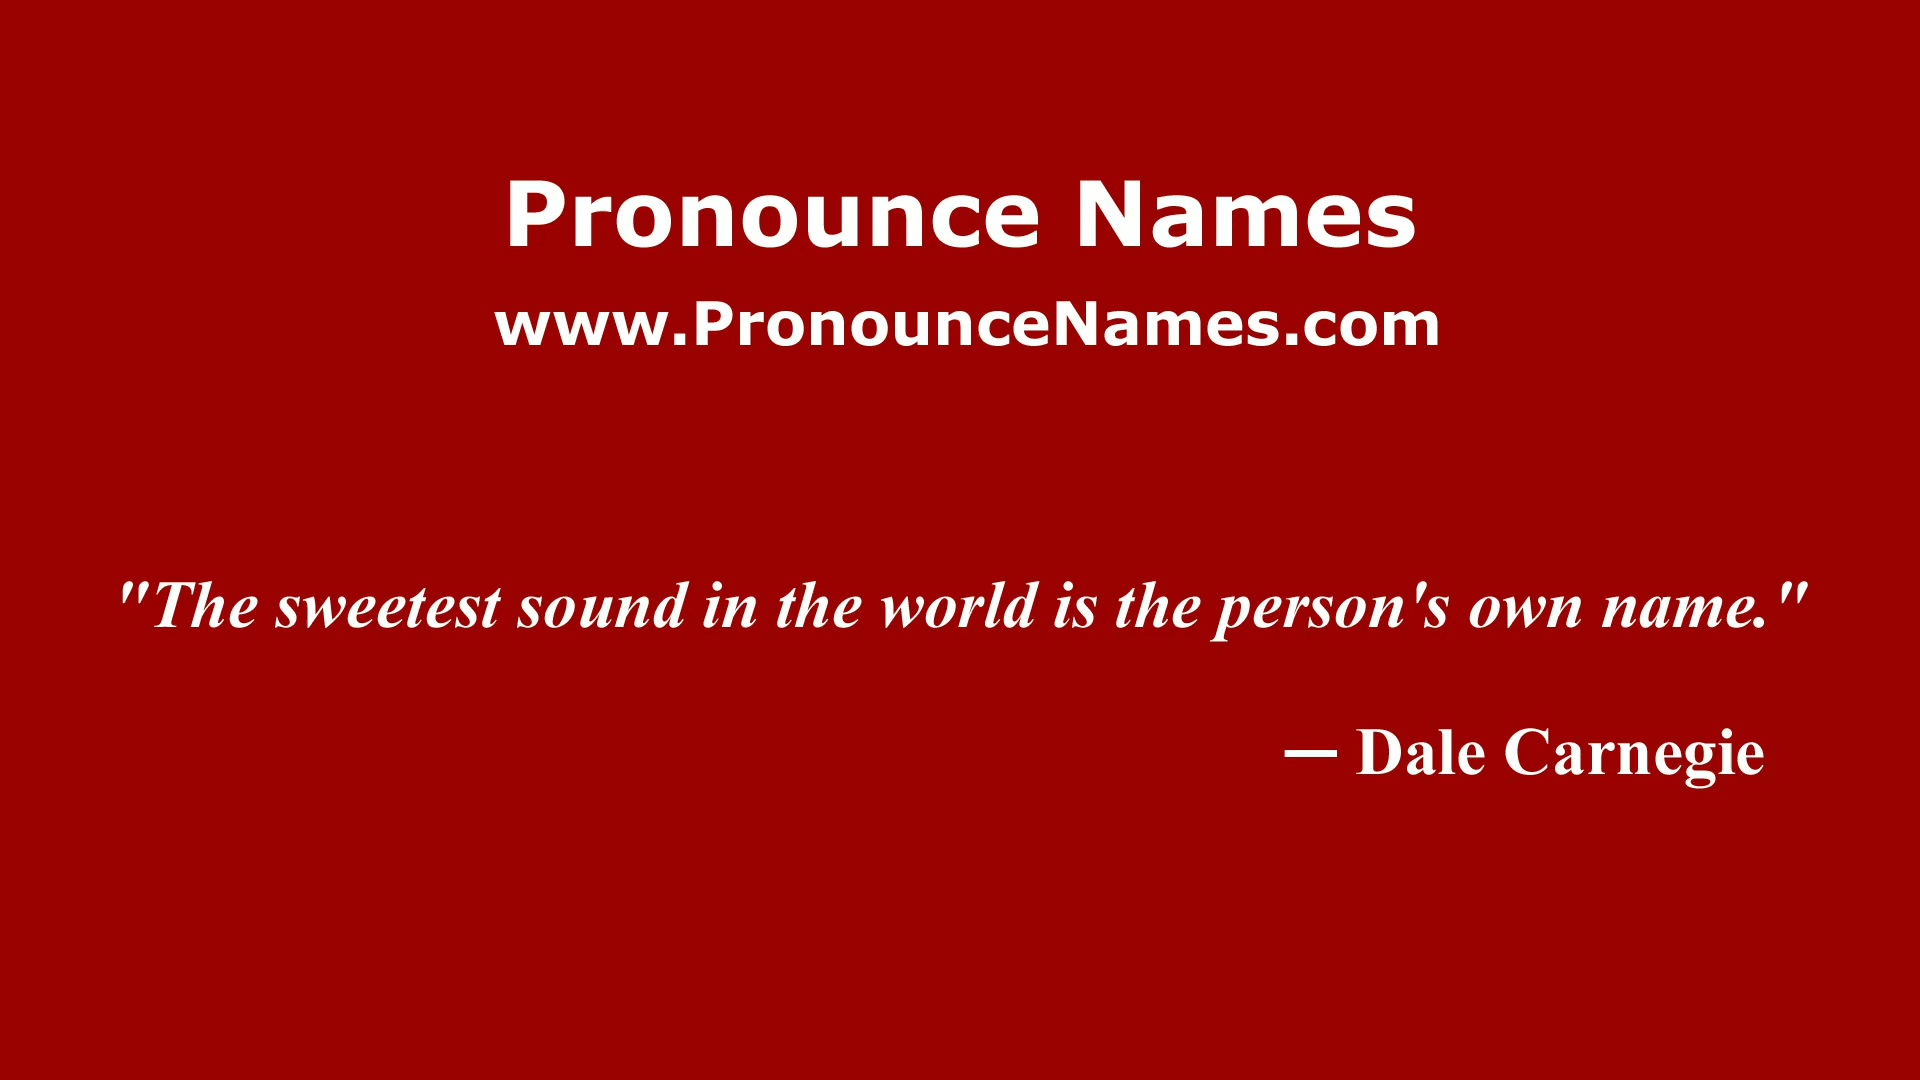 Pronounce Names
www.PronounceNames.com
"The sweetest sound in the world is the person's own name."
— Dale Carnegie